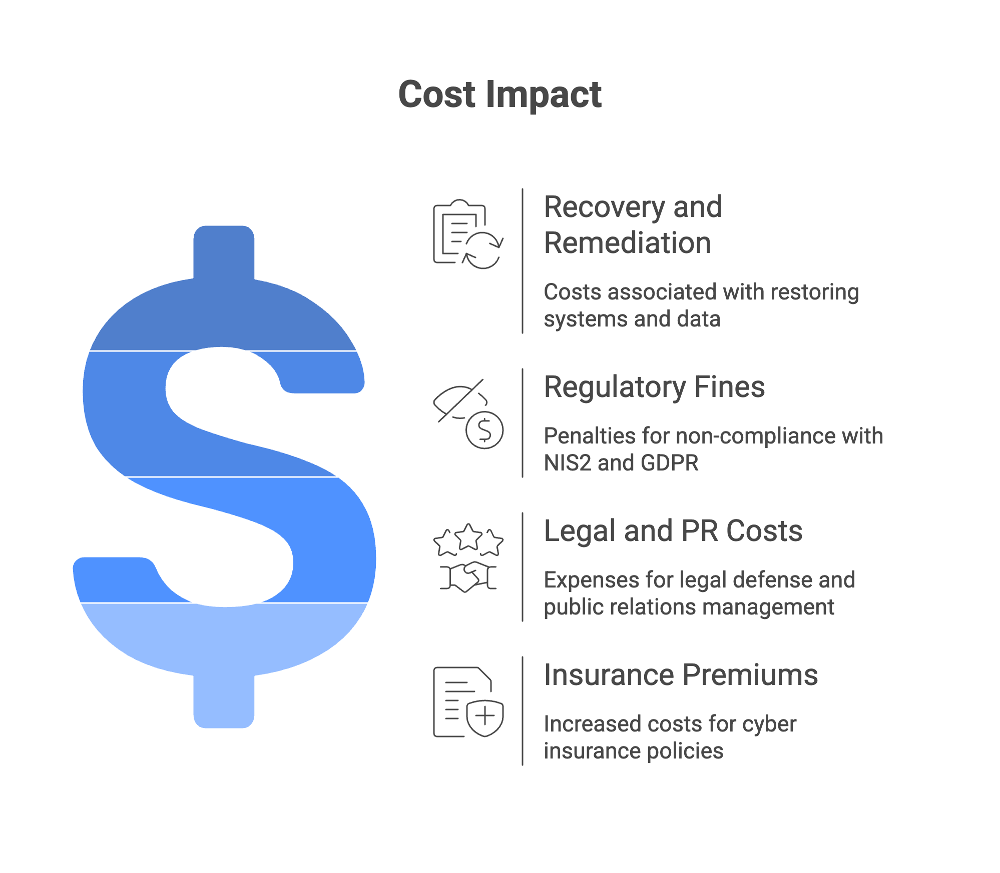 Cost Impact
Recovery and
Remediation
Costs associated with restoring
systems and data
Regulatory Fines
Penalties for non-compliance with
NIS2 and GDPR
$
Legal and PR Costs
Expenses for legal defense and
public relations management
Insurance Premiums
Increased costs for cyber
insurance policies
$